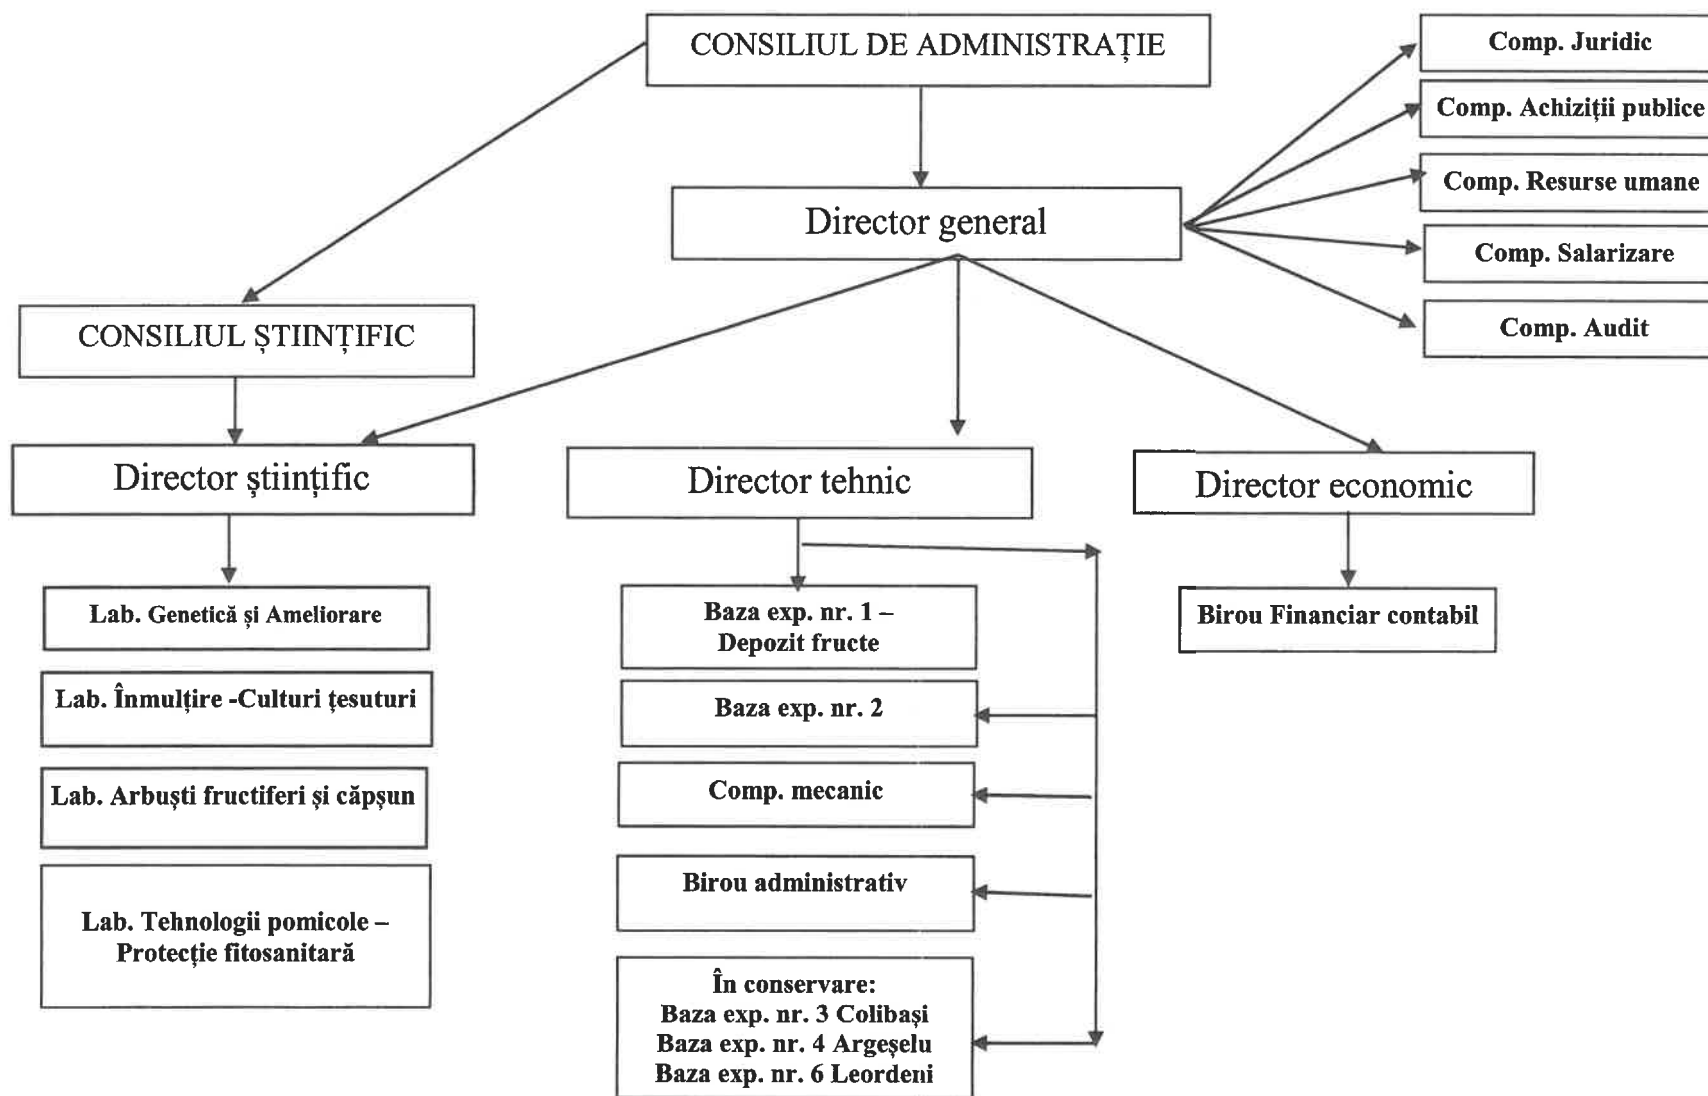 CONSILIUL DE ADMINISTRAȚIE
Comp. Juridic
Comp. Achiziții publice
Comp. Resurse umane
Comp. Salarizare
Comp. Audit
Director general
CONSILIUL ȘTIINȚIFIC
Director științific
Director tehnic
Director economic
Lab. Genetică și Ameliorare
Lab. Înmulțire -Culturi țesuturi
Lab. Arbuști fructiferi și căpșun
Lab. Tehnologii pomicole –
Protecție fitosanitară
Baza exp. nr. 1 –
Depozit fructe
Baza exp. nr. 2
Comp. mecanic
Birou administrativ
În conservare:
Baza exp. nr. 3 Colibași
Baza exp. nr. 4 Argeșelu
Baza exp. nr. 6 Leordeni
Birou Financiar contabil